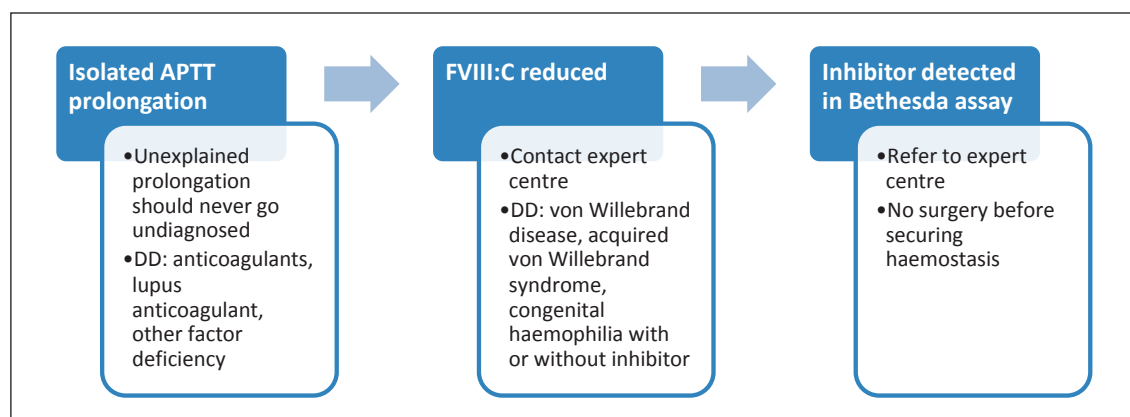 Isolated APTT
prolongation
•Unexplained
prolongation
should never go
undiagnosed
•DD: anticoagulants,
lupus
anticoagulant,
other factor
deficiency
FVIII:C reduced
•Contact expert
centre
•DD: von Willebrand
disease, acquired
von Willebrand
syndrome,
congenital
haemophilia with
or without inhibitor
Inhibitor detected
in Bethesda assay
•Refer to expert
centre
•No surgery before
securing
haemostasis